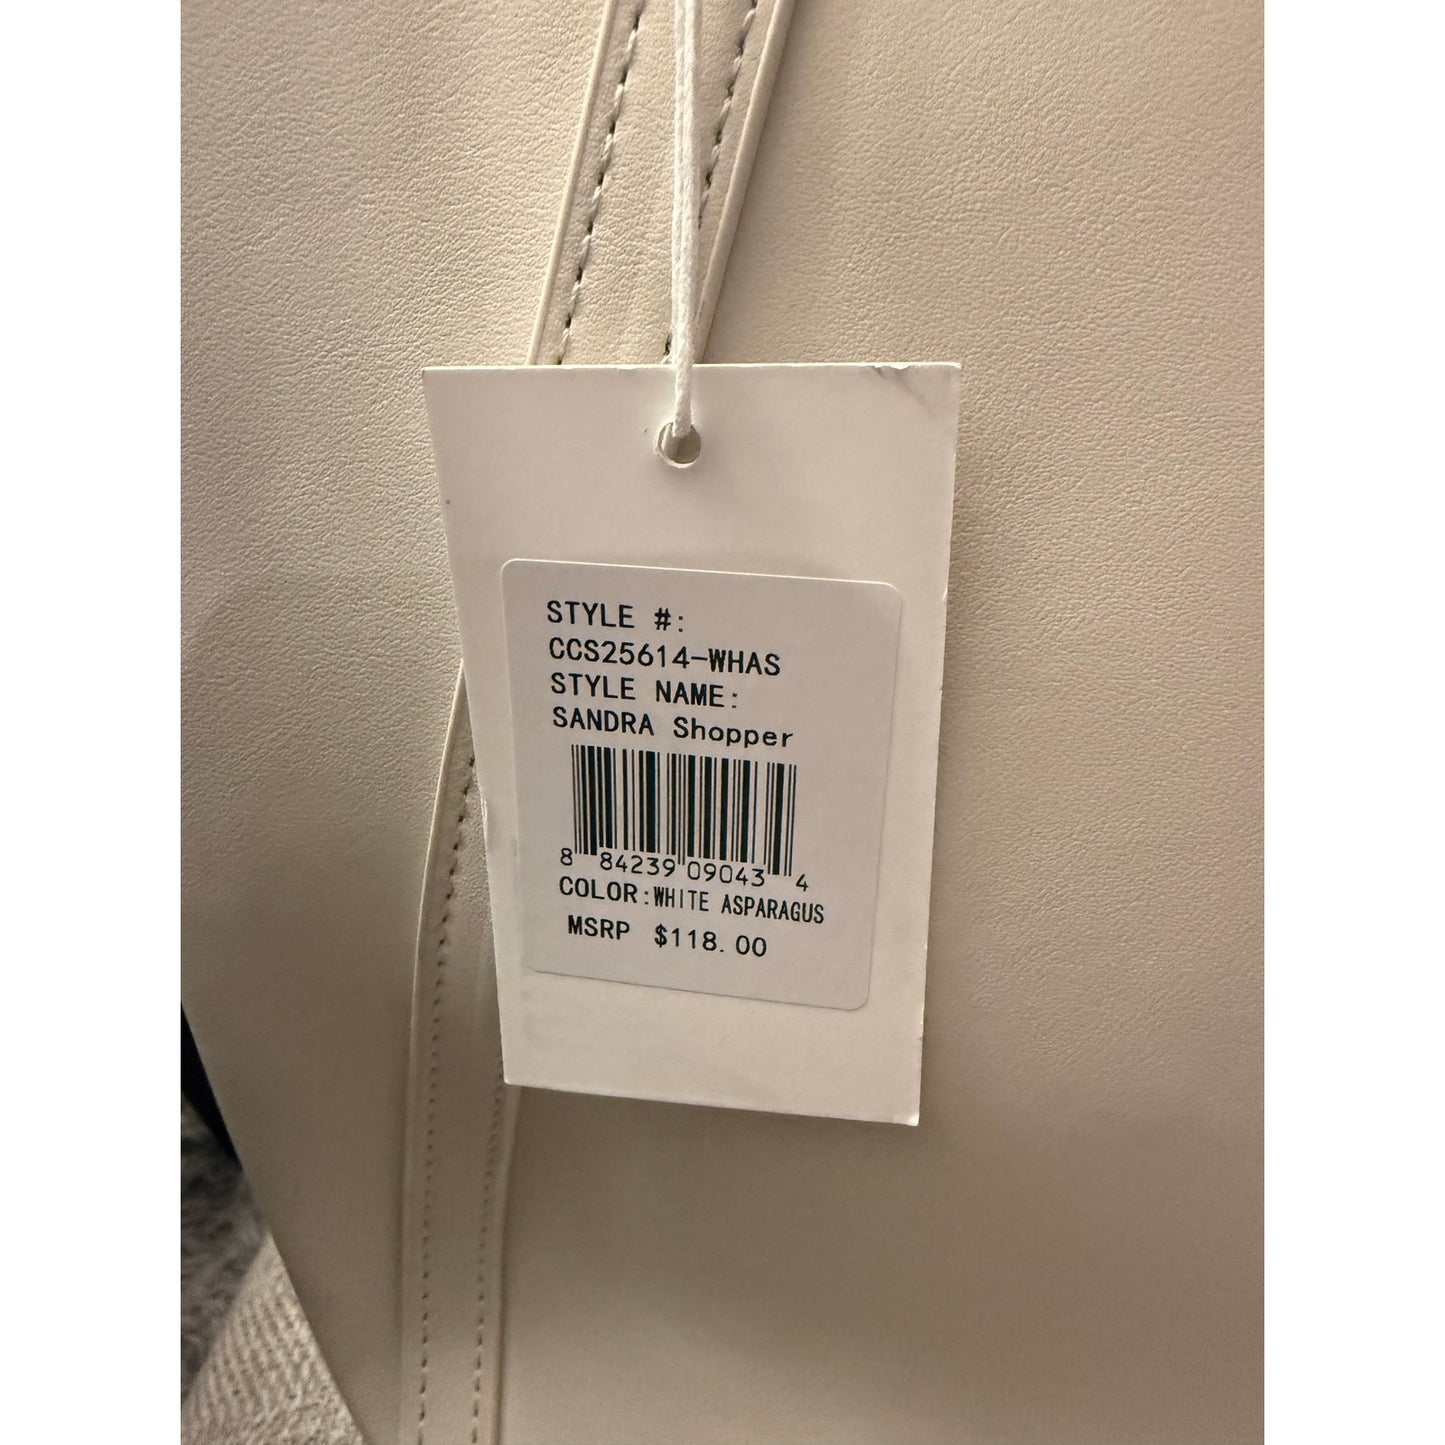 STYLE #:
CCS25614-WHAS
STYLE NAME:
SANDRA Shopper
8 84239 09043 4
COLOR:WHITE ASPARAGUS
MSRP $118.00